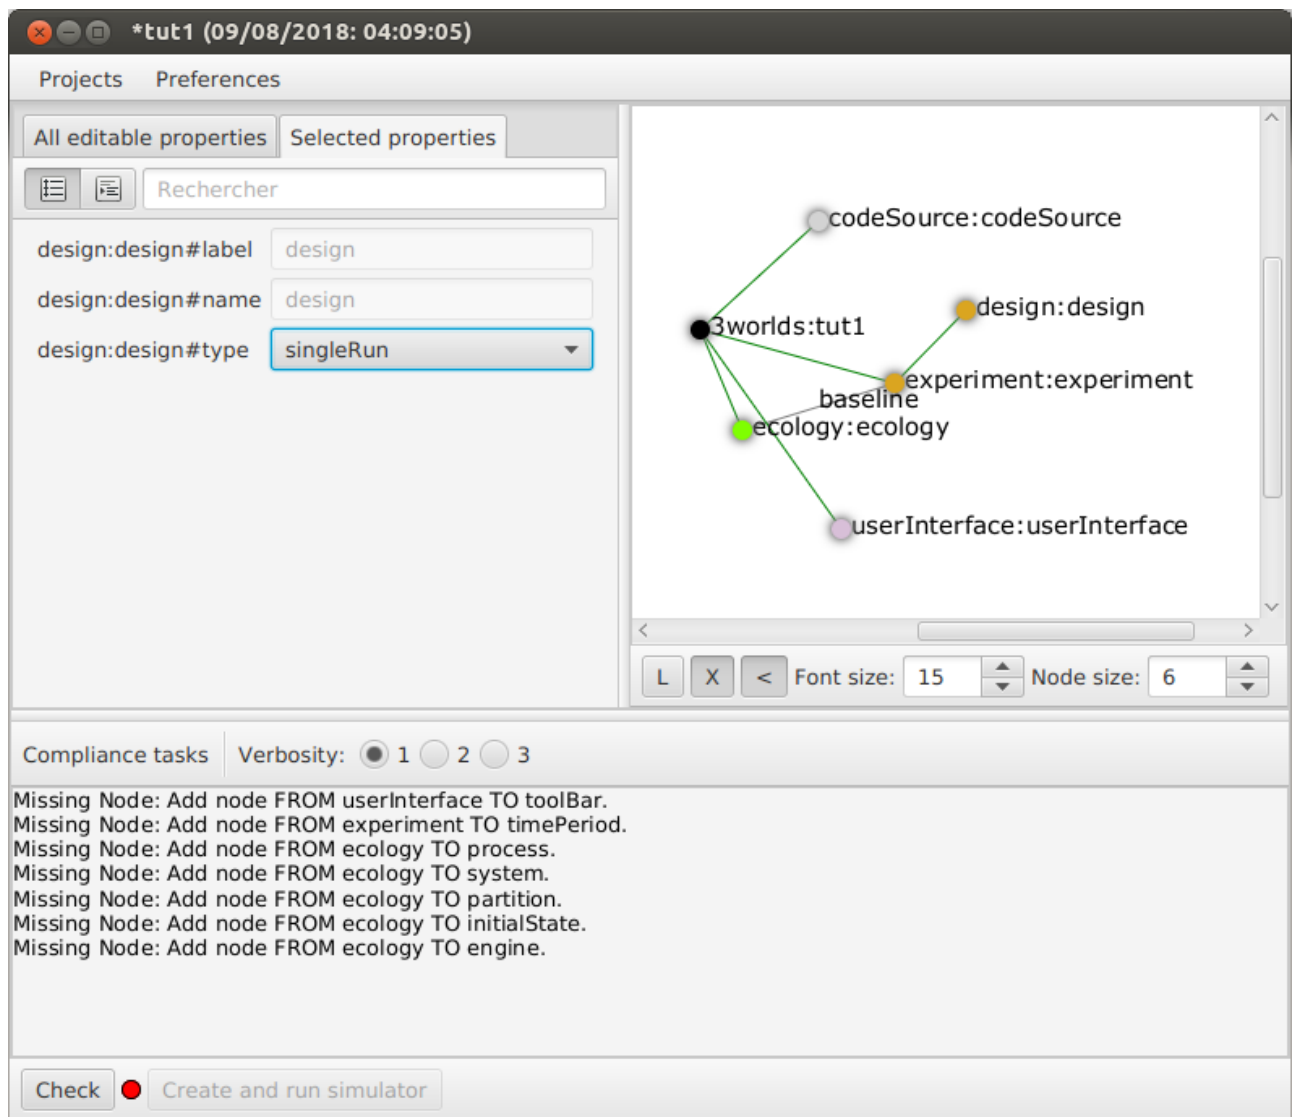 *tut1 (09/08/2018: 04:09:05)
Projects Preferences
All editable properties Selected properties
Rechercher
design:design#label design
design:design#name design
design:design#type singleRun
codeSource:codeSource
design:design
3worlds:tut1
experiment:experiment
baseline
ecology:ecology
userInterface:userInterface
L X < Font size: 15 Node size: 6
Compliance tasks Verbosity: 1 2 3
Missing Node: Add node FROM userInterface TO toolBar.
Missing Node: Add node FROM experiment TO timePeriod.
Missing Node: Add node FROM ecology TO process.
Missing Node: Add node FROM ecology TO system.
Missing Node: Add node FROM ecology TO partition.
Missing Node: Add node FROM ecology TO initialState.
Missing Node: Add node FROM ecology TO engine.
Check Create and run simulator